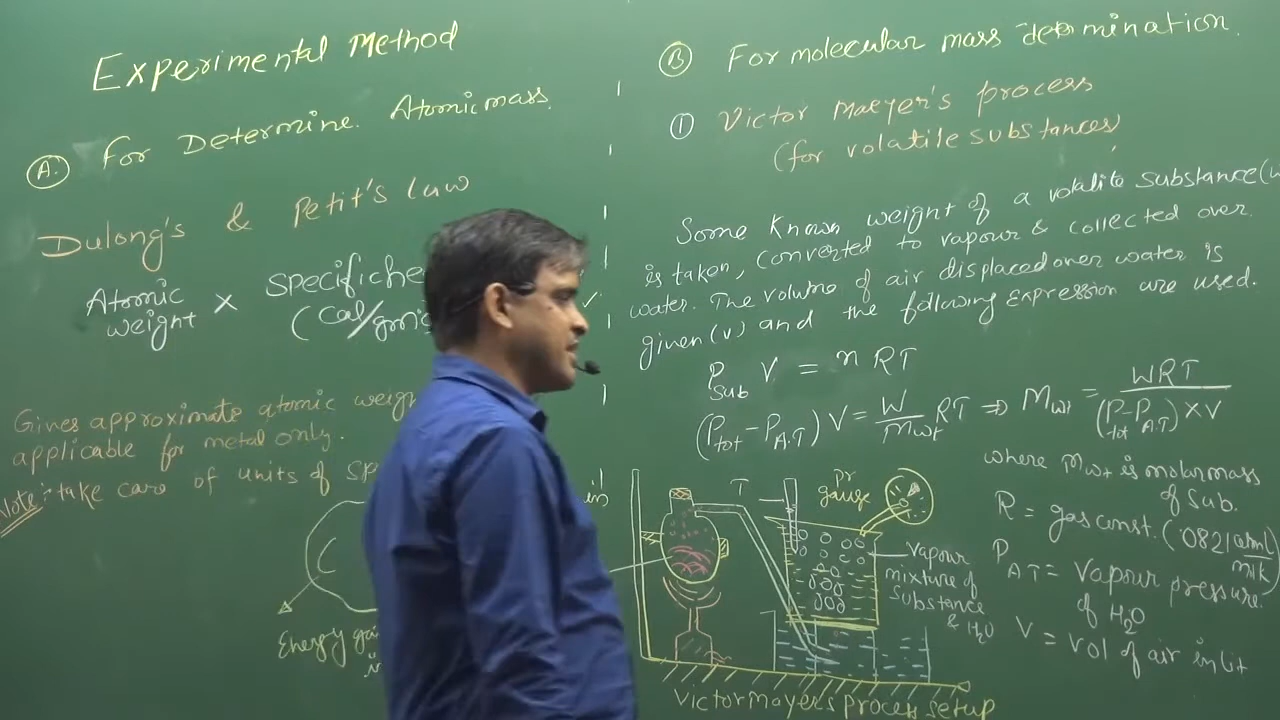 Experimental Method
(A.) For Determine. Atomic mass.
Dulong's & Petit's law
Atomic weight × specific he
(Cal/gm°c
Gives approximate atomic weig
applicable for metal only.
Note:- take care of units of sp
Energy gai
(B) For molecular mass determination.
(1) Victor Maeyer's process
(for volatile substances)
Some known weight of a volatile substance (w
is taken, converted to vapour & collected over
water. The volume of air displaced over water is
given (v) and the following expression are used.
P_sub V = n RT
(P_tot - P_A.T) V = W/M_wt RT ⇒ M_wt = WRT/((P_tot - P_A.T) × V)
where M_wt is molar mass
of sub.
R = gas const. (.0821 atm l
P_A.T = vapour pressure.
of H2O
V = vol of air in lit
T
Pr
gauge
Vapour
mixture of
substance
& H2O
victor mayer's process setup